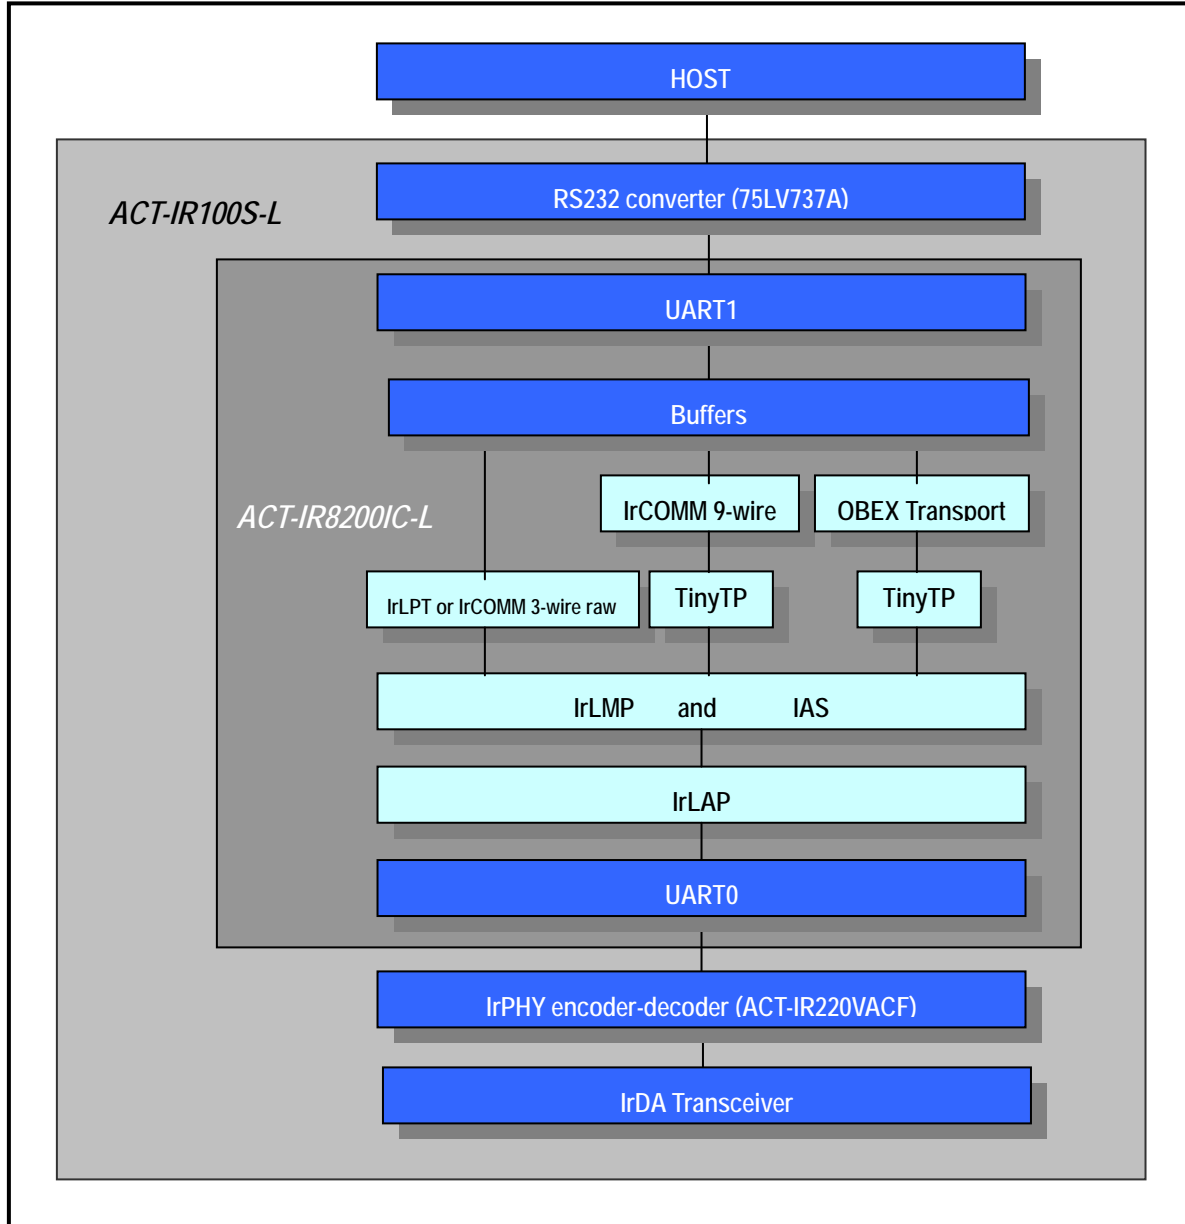 HOST
RS232 converter (75LV737A)
ACT-IR100S-L
UART1
Buffers
ACT-IR8200IC-L
IrCOMM 9-wire
OBEX Transport
IrLPT or IrCOMM 3-wire raw
TinyTP
TinyTP
IrLMP and IAS
IrLAP
UART0
IrPHY encoder-decoder (ACT-IR220VACF)
IrDA Transceiver